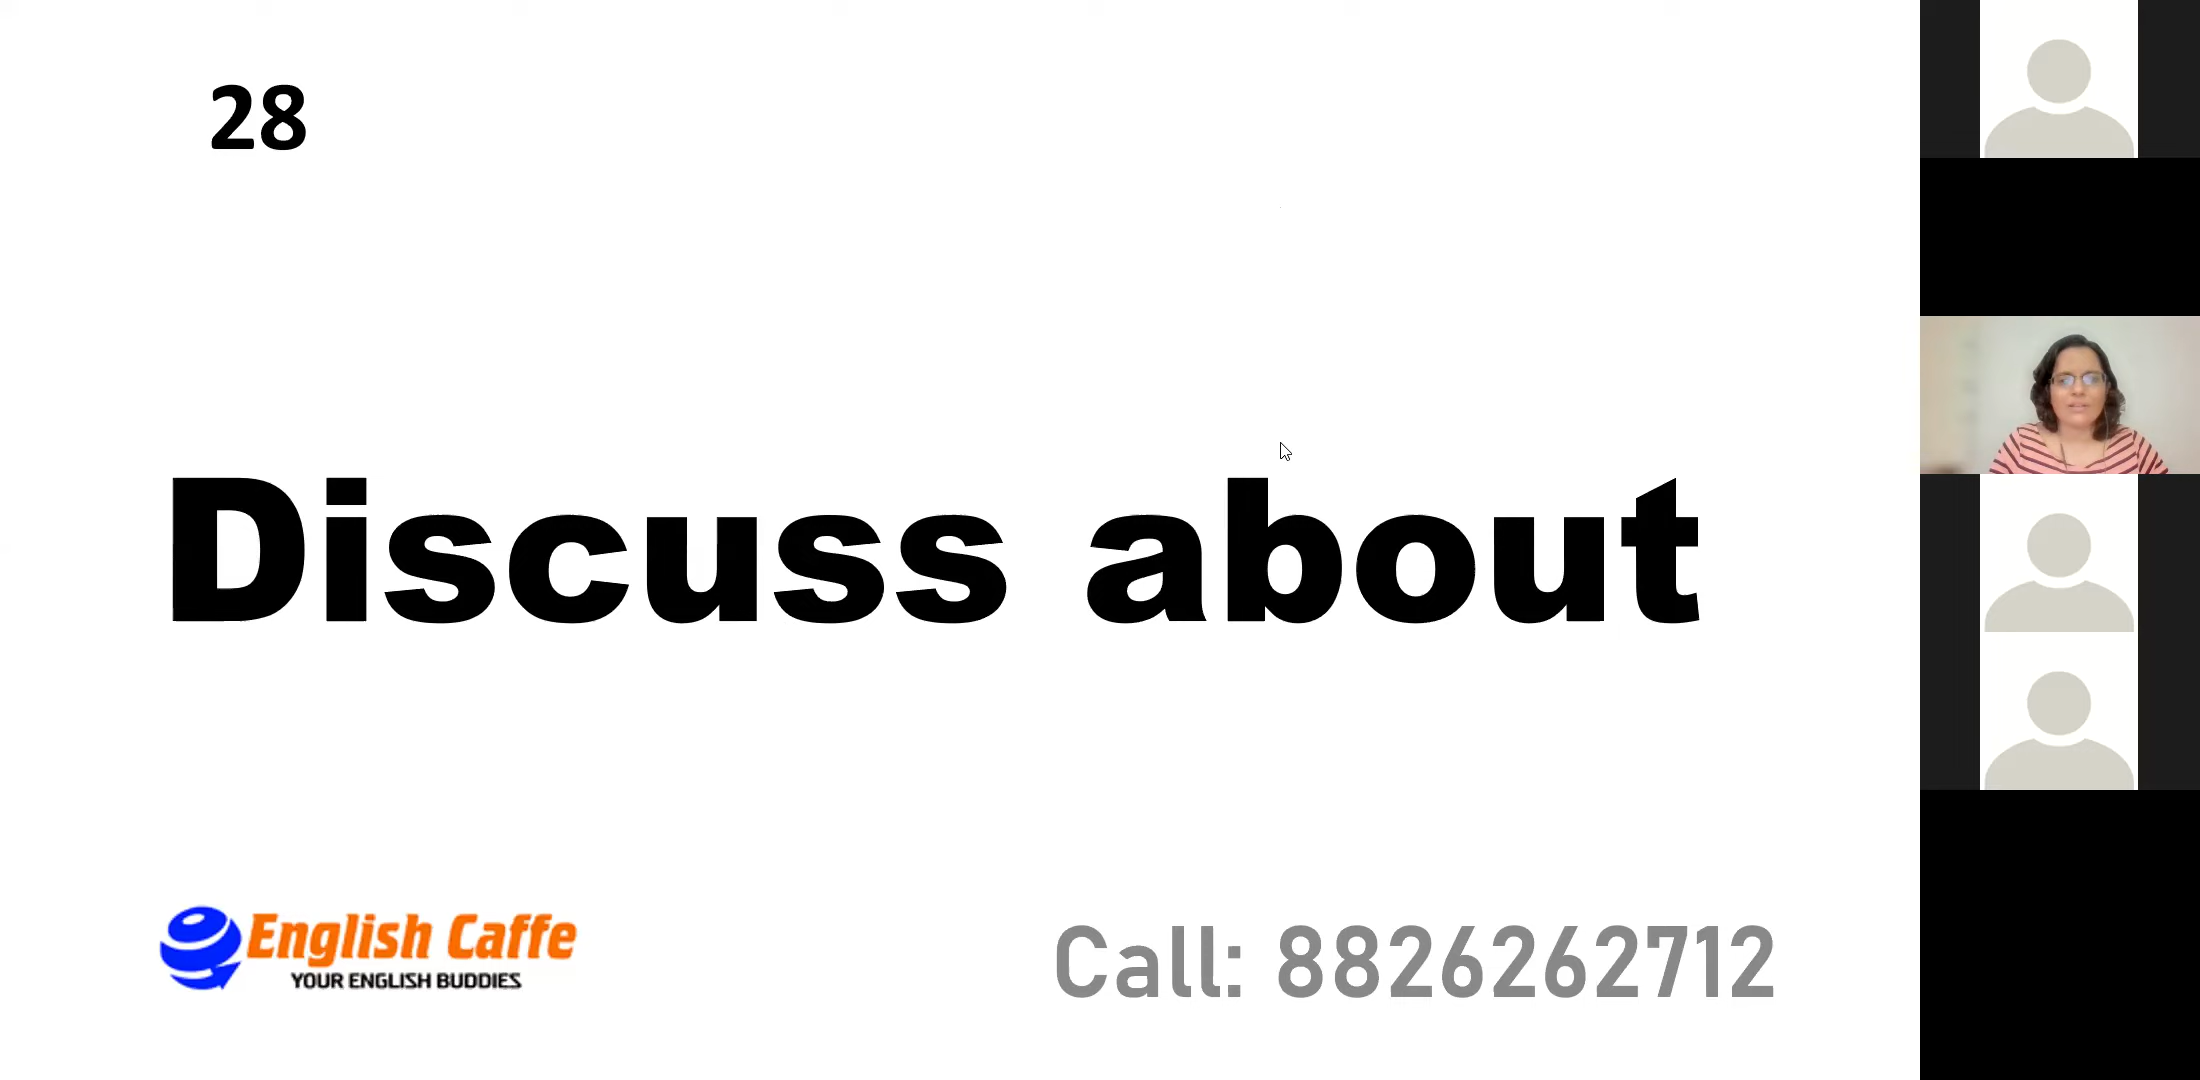 28
Discuss about
English Caffe
YOUR ENGLISH BUDDIES
Call: 8826262712